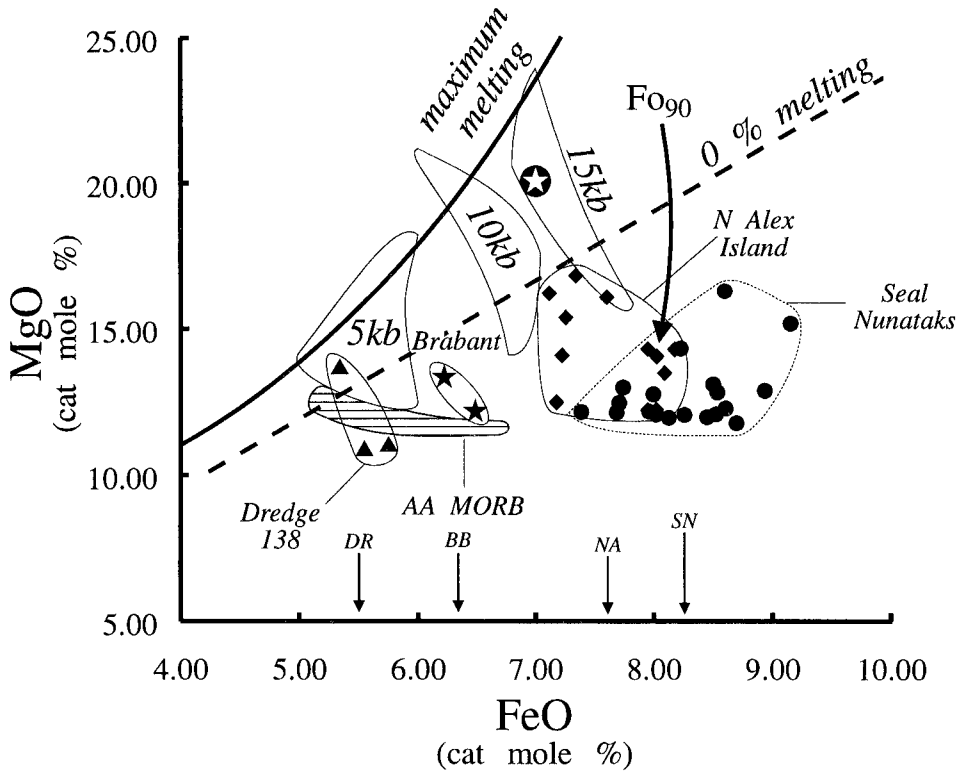 25.00
20.00
15.00
10.00
5.00
MgO
(cat mole %)
maximum
melting
15kb
10kb
5kb
Fo90
0 % melting
N Alex
Island
Seal
Nunataks
Brabant
Dredge
138
AA MORB
DR
BB
NA
SN
4.00 5.00 6.00 7.00 8.00 9.00 10.00
FeO
(cat mole %)